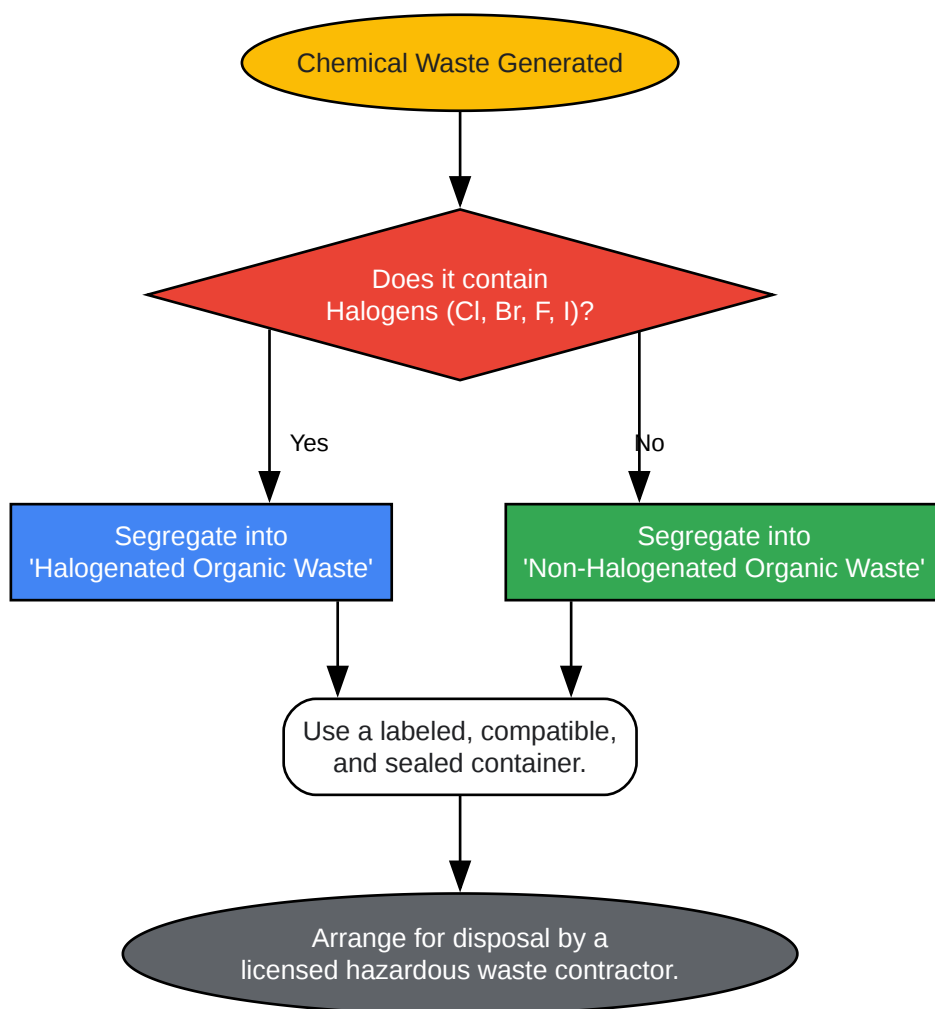 Chemical Waste Generated
Does it contain
Halogens (Cl, Br, F, I)?
Yes
No
Segregate into
'Halogenated Organic Waste'
Segregate into
'Non-Halogenated Organic Waste'
Use a labeled, compatible,
and sealed container.
Arrange for disposal by a
licensed hazardous waste contractor.